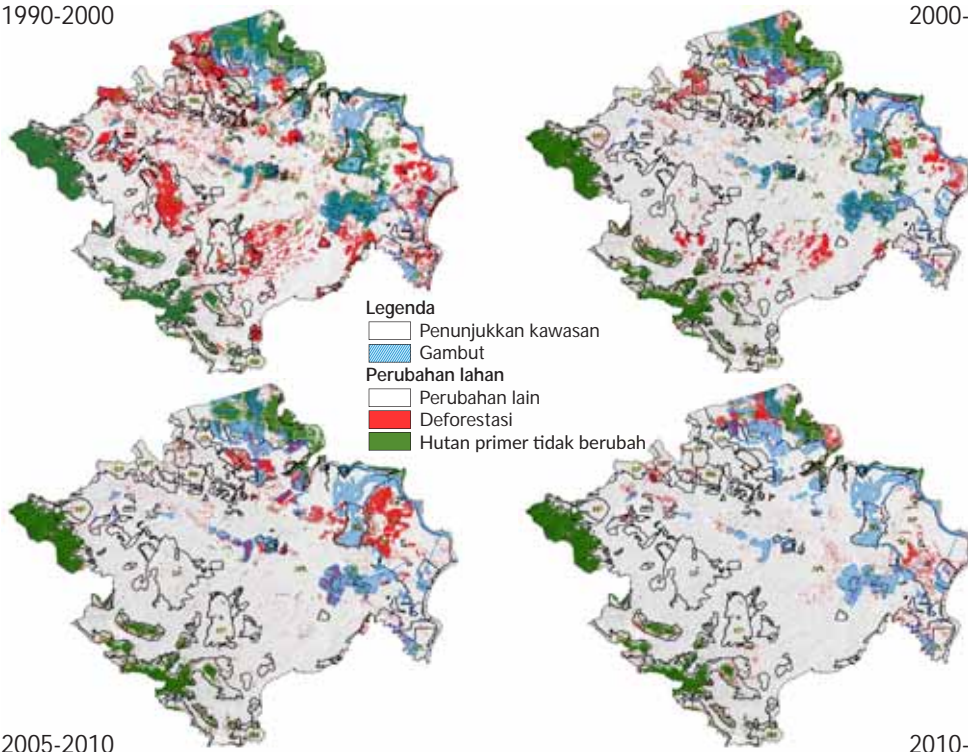 1990-2000
2000-
Legenda
Penunjukkan kawasan
Gambut
Perubahan lahan
Perubahan lain
Deforestasi
Hutan primer tidak berubah
2005-2010
2010-